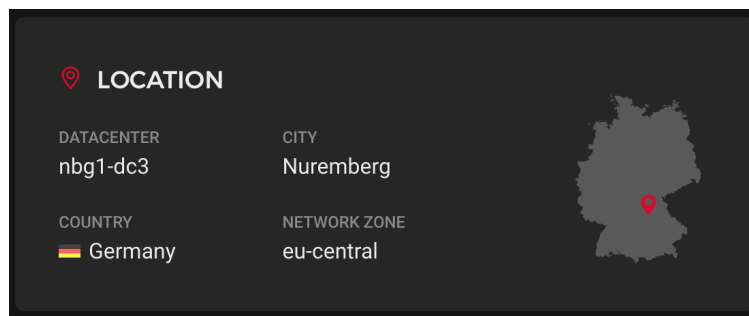 LOCATION
DATACENTER
nbg1-dc3
CITY
Nuremberg
COUNTRY
Germany
NETWORK ZONE
eu-central